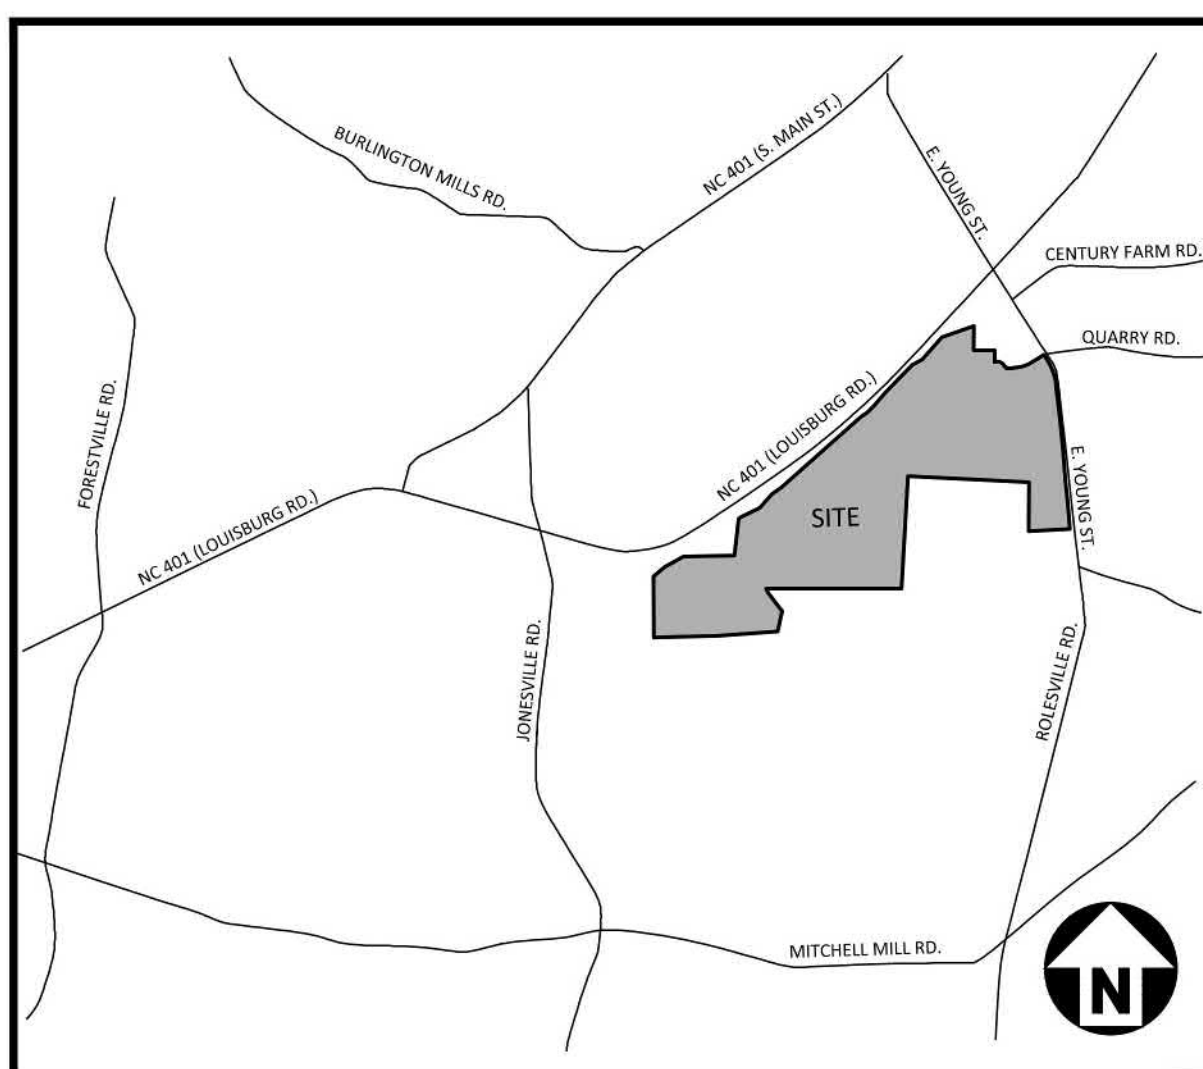 BURLINGTON MILLS RD.
NC 401 (S. MAIN ST.)
E. YOUNG ST.
CENTURY FARM RD.
QUARRY RD.
FORESTVILLE RD.
NC 401 (LOUISBURG RD.)
NC 401 (LOUISBURG RD.)
SITE
E. YOUNG ST.
JONESVILLE RD.
ROLESVILLE RD.
MITCHELL MILL RD.
N